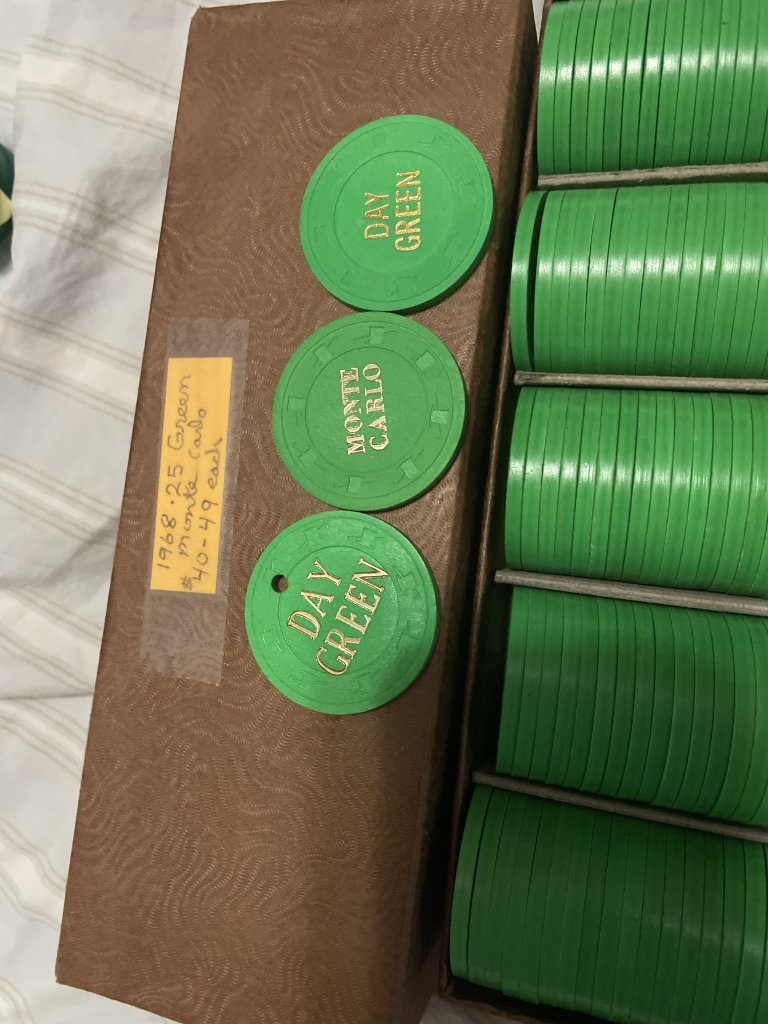 DAY
GREEN
MONTE
CARLO
DAY
GREEN
1968 .25 Green
Monte Carlo
#40-49 each